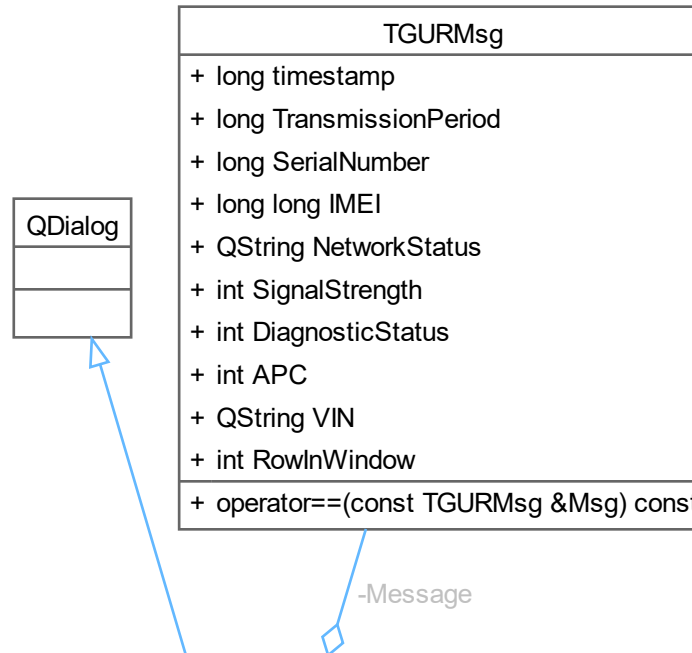 TGURMsg
+ long timestamp
+ long TransmissionPeriod
+ long SerialNumber
+ long long IMEI
+ QString NetworkStatus
+ int SignalStrength
+ int DiagnosticStatus
+ int APC
+ QString VIN
+ int RowInWindow
+ operator==(const TGURMsg &Msg) const
QDialog
-Message